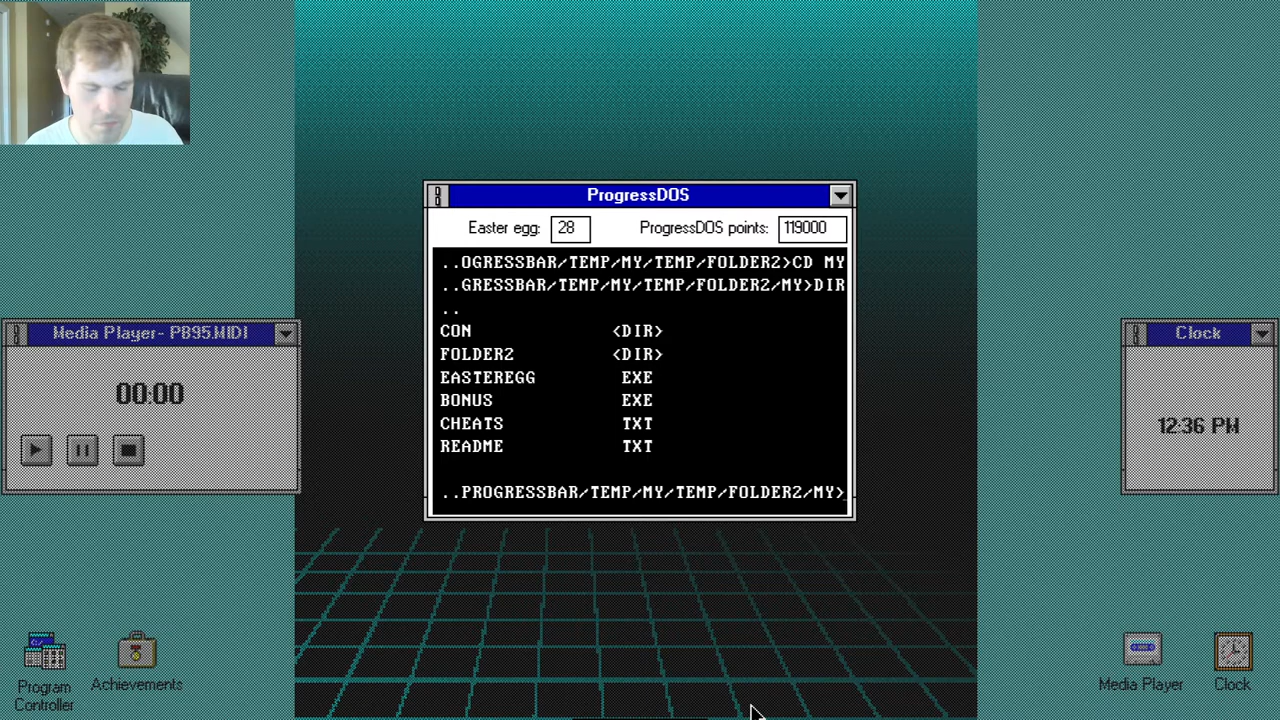 ProgressDOS
Easter egg: 28 ProgressDOS points: 119000
..OGRESSBAR/TEMP/MY/TEMP/FOLDER2>CD MY
..GRESSBAR/TEMP/MY/TEMP/FOLDER2/MY>DIR
..
CON <DIR>
FOLDER2 <DIR>
EASTEREGG EXE
BONUS EXE
CHEATS TXT
README TXT
..PROGRESSBAR/TEMP/MY/TEMP/FOLDER2/MY>_
Media Player- PB95.MIDI
00:00
Clock
12:36 PM
Program
Controller
Achievements
Media Player
Clock